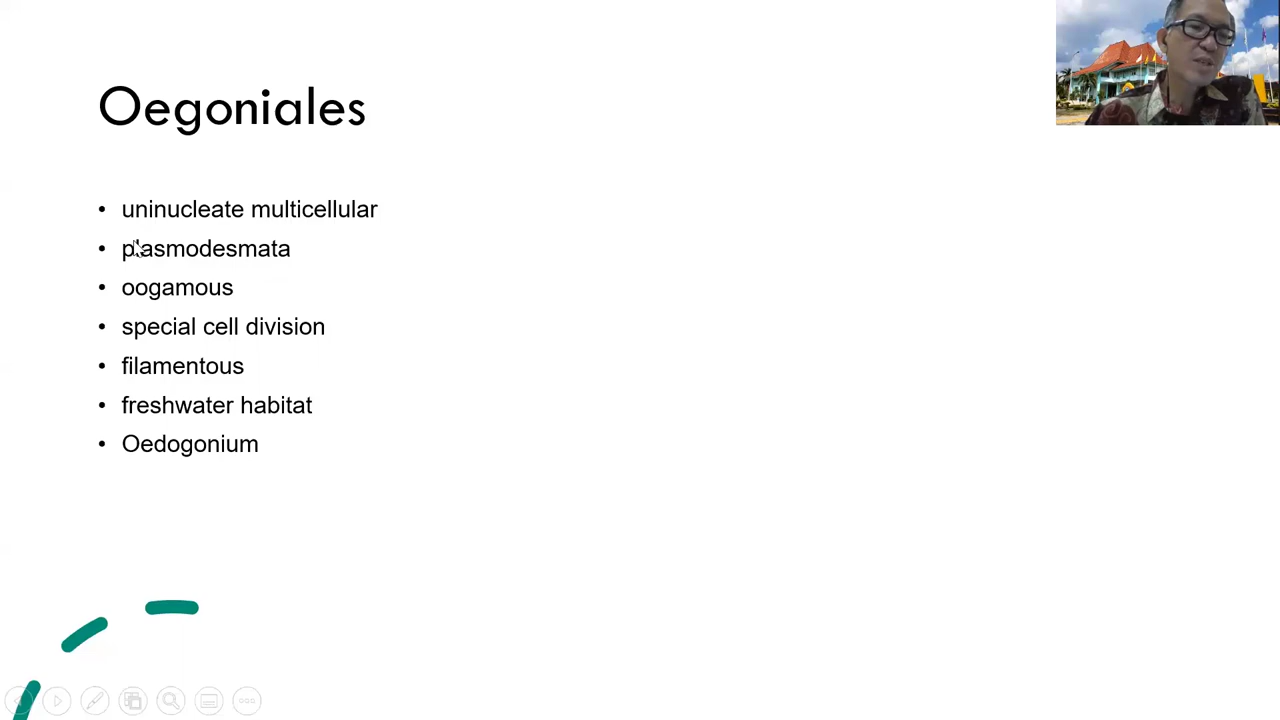 Oegoniales
• uninucleate multicellular
• plasmodesmata
• oogamous
• special cell division
• filamentous
• freshwater habitat
• Oedogonium